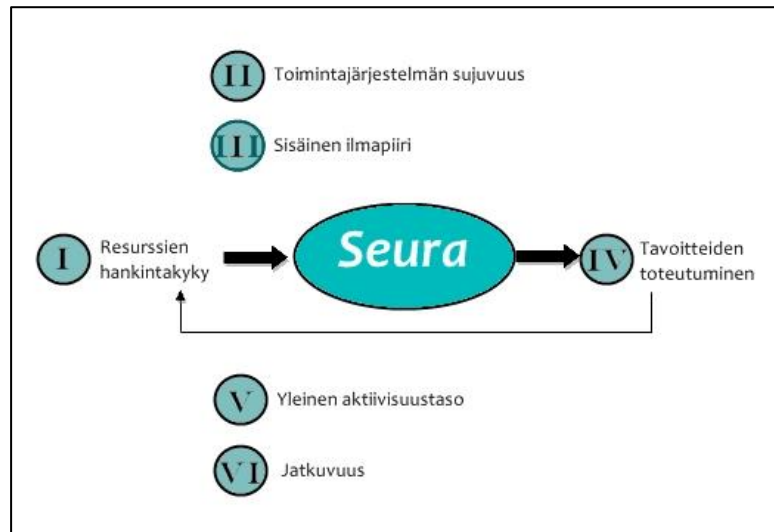 II Toimintajärjestelmän sujuvuus
III Sisäinen ilmapiiri
I Resurssien
hankintakyky
Seura
IV Tavoitteiden
toteutuminen
V Yleinen aktiivisuustaso
VI Jatkuvuus